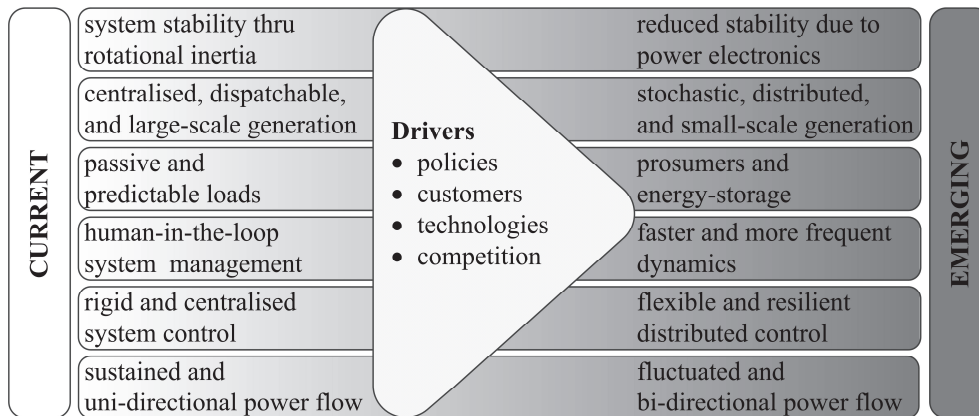 CURRENT
system stability thru
rotational inertia
centralised, dispatchable,
and large-scale generation
passive and
predictable loads
human-in-the-loop
system management
rigid and centralised
system control
sustained and
uni-directional power flow
Drivers
• policies
• customers
• technologies
• competition
reduced stability due to
power electronics
stochastic, distributed,
and small-scale generation
prosumers and
energy-storage
faster and more frequent
dynamics
flexible and resilient
distributed control
fluctuated and
bi-directional power flow
EMERGING